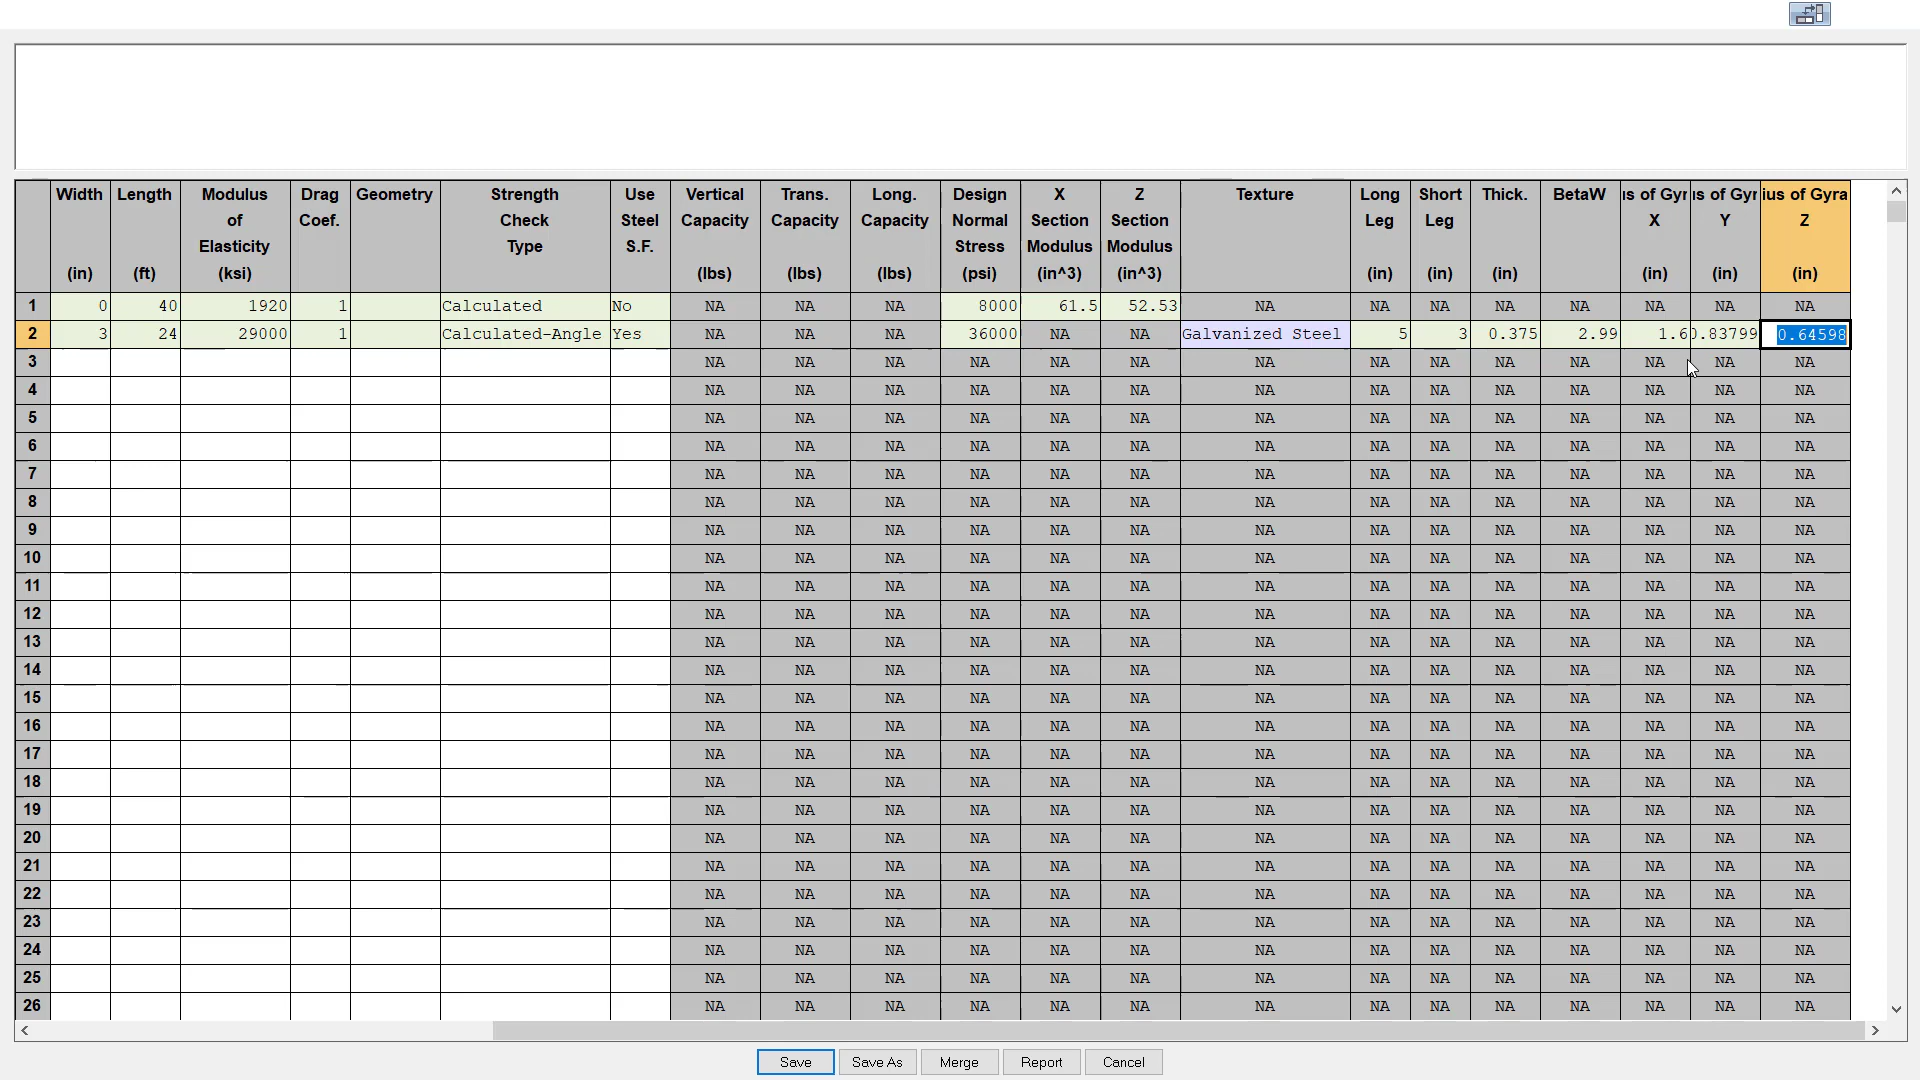 Width Length Modulus Drag Geometry Strength Use Vertical Trans. Long. Design X Z Texture Long Short Thick. BetaW us of Gyr us of Gyr ius of Gyra
of Coef. Check Steel Capacity Capacity Capacity Normal Section Section Leg Leg X Y Z
Elasticity Type S.F. Stress Modulus Modulus
(in) (ft) (ksi) (lbs) (lbs) (lbs) (psi) (in^3) (in^3) (in) (in) (in) (in) (in) (in)
1 0 40 1920 1 Calculated No NA NA NA 8000 61.5 52.53 NA NA NA NA NA NA NA NA
2 3 24 29000 1 Calculated-Angle Yes NA NA NA 36000 NA NA Galvanized Steel 5 3 0.375 2.99 1.6 0.83799 0.64598
3 NA NA NA NA NA NA NA NA NA NA NA NA NA NA
4 NA NA NA NA NA NA NA NA NA NA NA NA NA NA
5 NA NA NA NA NA NA NA NA NA NA NA NA NA NA
6 NA NA NA NA NA NA NA NA NA NA NA NA NA NA
7 NA NA NA NA NA NA NA NA NA NA NA NA NA NA
8 NA NA NA NA NA NA NA NA NA NA NA NA NA NA
9 NA NA NA NA NA NA NA NA NA NA NA NA NA NA
10 NA NA NA NA NA NA NA NA NA NA NA NA NA NA
11 NA NA NA NA NA NA NA NA NA NA NA NA NA NA
12 NA NA NA NA NA NA NA NA NA NA NA NA NA NA
13 NA NA NA NA NA NA NA NA NA NA NA NA NA NA
14 NA NA NA NA NA NA NA NA NA NA NA NA NA NA
15 NA NA NA NA NA NA NA NA NA NA NA NA NA NA
16 NA NA NA NA NA NA NA NA NA NA NA NA NA NA
17 NA NA NA NA NA NA NA NA NA NA NA NA NA NA
18 NA NA NA NA NA NA NA NA NA NA NA NA NA NA
19 NA NA NA NA NA NA NA NA NA NA NA NA NA NA
20 NA NA NA NA NA NA NA NA NA NA NA NA NA NA
21 NA NA NA NA NA NA NA NA NA NA NA NA NA NA
22 NA NA NA NA NA NA NA NA NA NA NA NA NA NA
23 NA NA NA NA NA NA NA NA NA NA NA NA NA NA
24 NA NA NA NA NA NA NA NA NA NA NA NA NA NA
25 NA NA NA NA NA NA NA NA NA NA NA NA NA NA
26 NA NA NA NA NA NA NA NA NA NA NA NA NA NA
Save Save As Merge Report Cancel